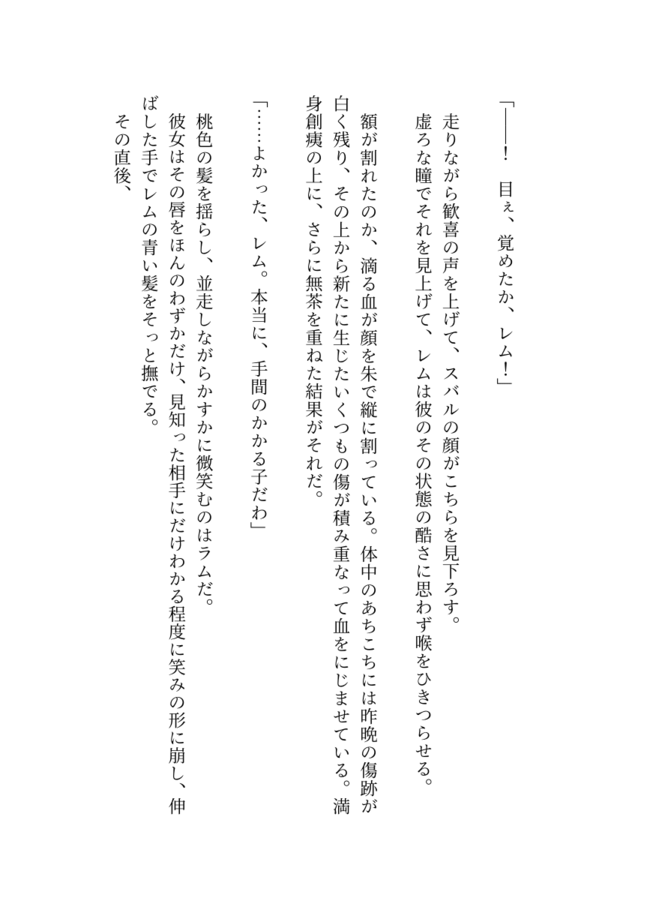 「――！　目ぇ、覚めたか、レム！」
走りながら歓喜の声を上げて、スバルの顔がこちらを見下ろす。
虚ろな瞳でそれを見上げて、レムは彼のその状態の酷さに思わず喉をひきつらせる。
額が割れたのか、滴る血が顔を朱で縦に割っている。体中のあちこちには昨晩の傷跡が
白く残り、その上から新たに生じたいくつもの傷が積み重なって血をにじませている。満
身創痍の上に、さらに無茶を重ねた結果がそれだ。
「……よかった、レム。本当に、手間のかかる子だわ」
桃色の髪を揺らし、並走しながらかすかに微笑むのはラムだ。
彼女はその唇をほんのわずかだけ、見知った相手にだけわかる程度に笑みの形に崩し、伸
ばした手でレムの青い髪をそっと撫でる。
その直後、